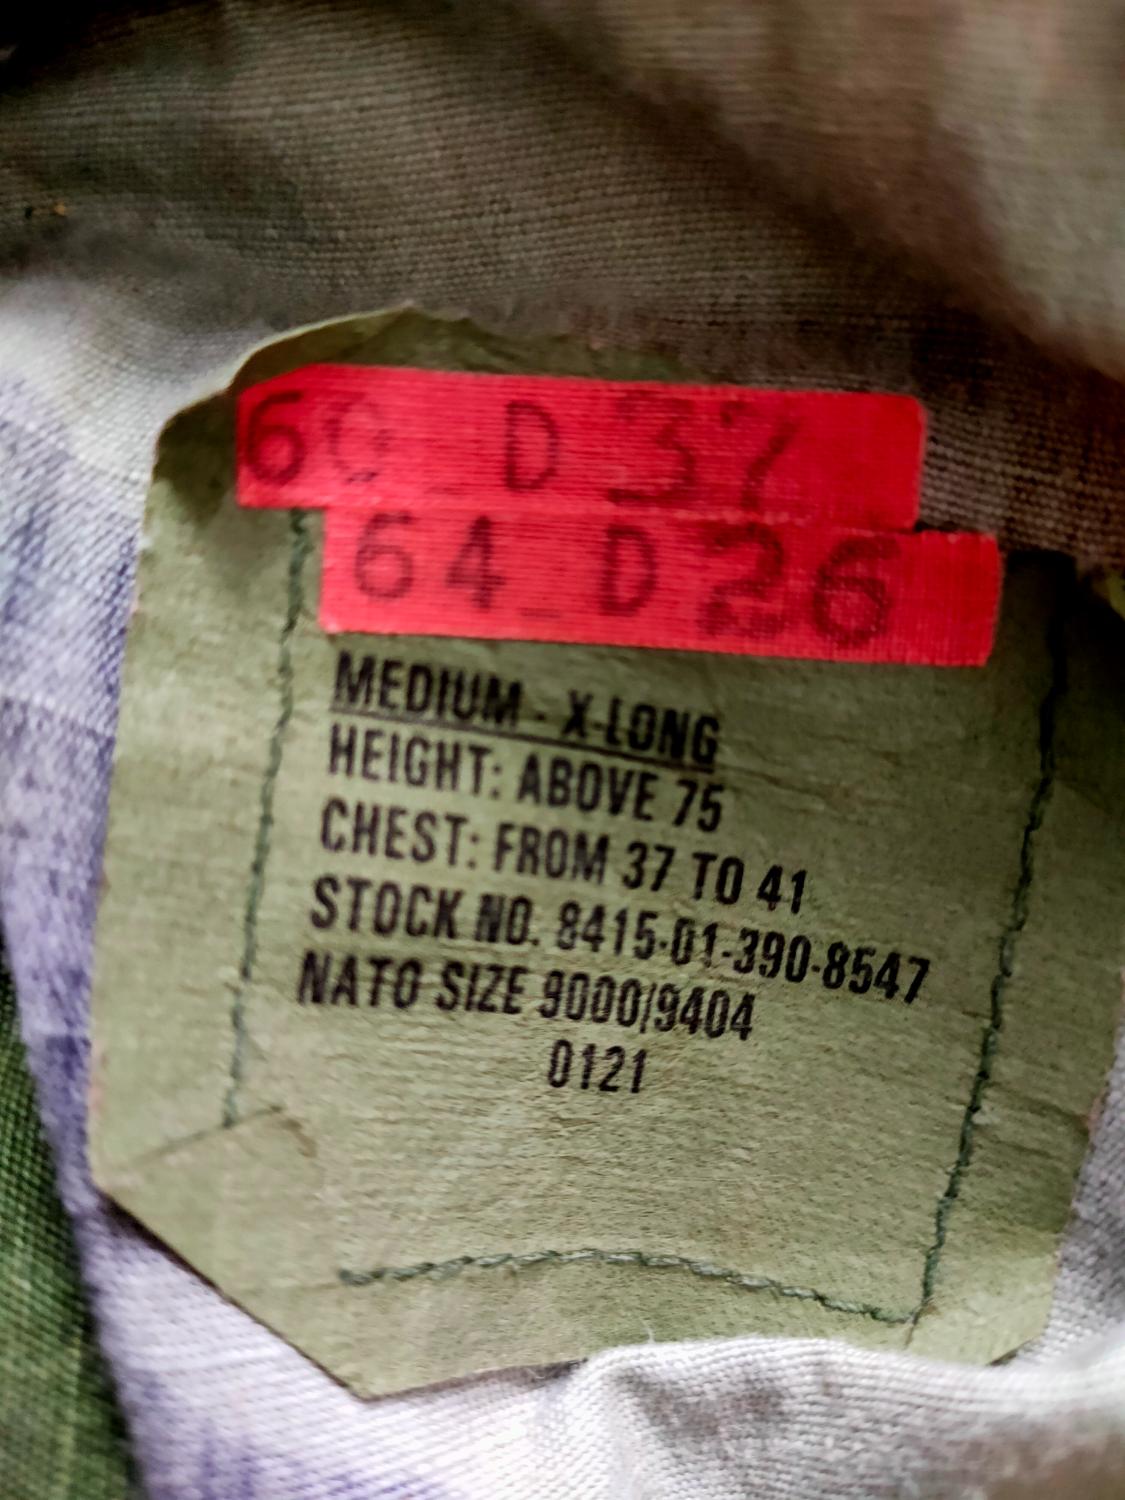 60_D37
64_D26
MEDIUM - X-LONG
HEIGHT: ABOVE 75
CHEST: FROM 37 TO 41
STOCK NO. 8415-01-390-8547
NATO SIZE 9000/9404
0121